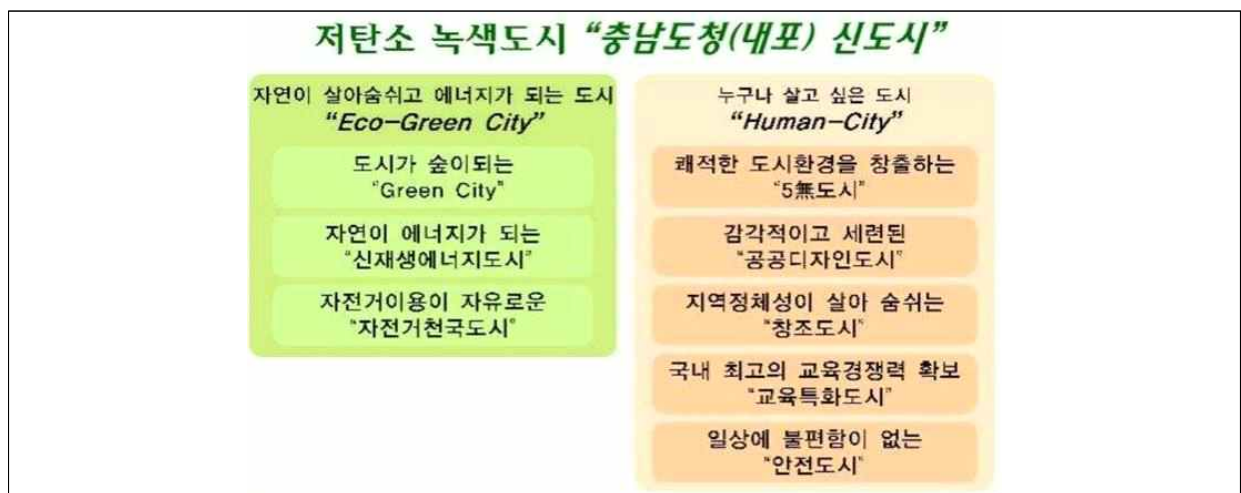 저탄소 녹색도시 “충남도청(내포) 신도시”
자연이 살아숨쉬고 에너지가 되는 도시
“Eco-Green City”
도시가 숲이되는
“Green City”
자연이 에너지가 되는
“신재생에너지도시”
자전거이용이 자유로운
“자전거천국도시”
누구나 살고 싶은 도시
“Human-City”
쾌적한 도시환경을 창출하는
“5無도시”
감각적이고 세련된
“공공디자인도시”
지역정체성이 살아 숨쉬는
“창조도시”
국내 최고의 교육경쟁력 확보
“교육특화도시”
일상에 불편함이 없는
“안전도시”